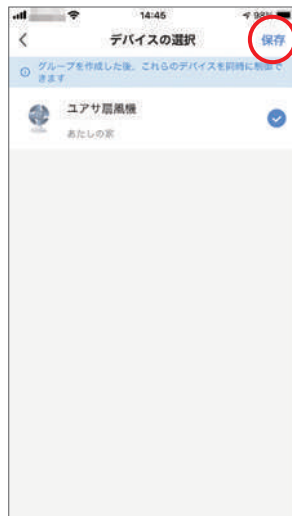 14:45
98%
デバイスの選択
保存
グループを作成した後、これらのデバイスを同時に制御で
きます
ユアサ扇風機
あたしの家